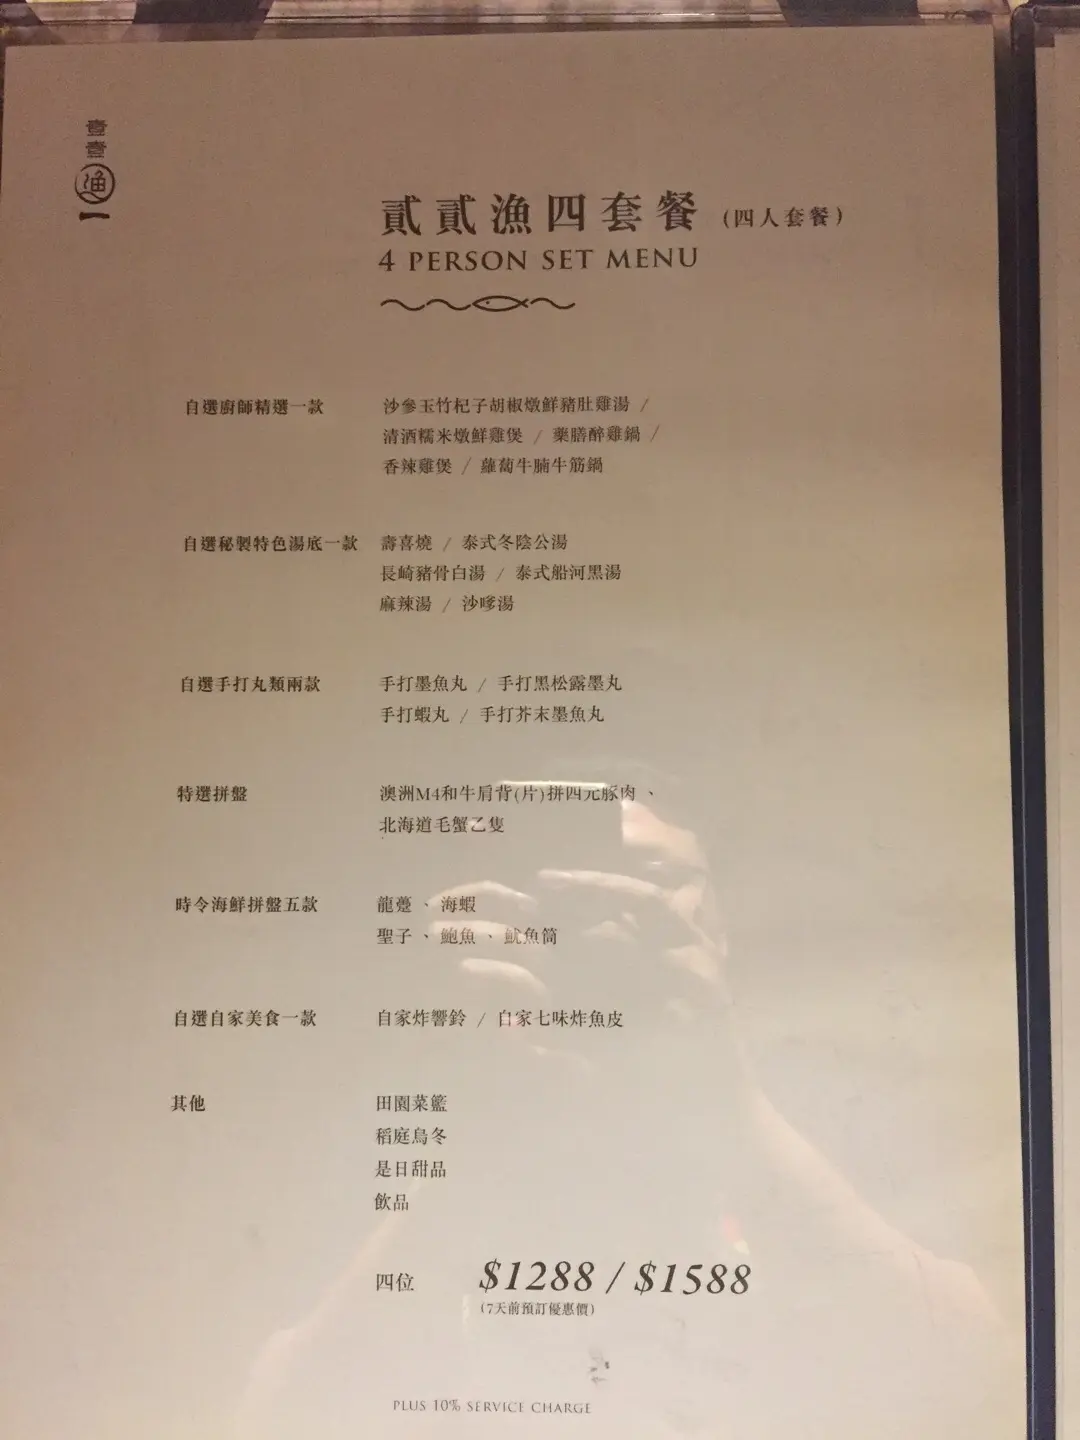 壹
壹
漁
貳貳漁四套餐 (四人套餐)
4 PERSON SET MENU
自選廚師精選一款 沙參玉竹杞子胡椒燉鮮豬肚雞湯 /
清酒糯米燉鮮雞煲 / 藥膳醉雞鍋 /
香辣雞煲 / 蘿蔔牛腩牛筋鍋
自選秘製特色湯底一款 壽喜燒 / 泰式冬陰公湯
長崎豬骨白湯 / 泰式船河黑湯
麻辣湯 / 沙嗲湯
自選手打丸類兩款 手打墨魚丸 / 手打黑松露墨丸
手打蝦丸 / 手打芥末墨魚丸
特選拼盤 澳洲M4和牛肩背(片)拼四元豚肉、
北海道毛蟹乙隻
時令海鮮拼盤五款 龍躉、海蝦
聖子、鮑魚、魷魚筒
自選自家美食一款 自家炸響鈴 / 自家七味炸魚皮
其他 田園菜籃
稻庭烏冬
是日甜品
飲品
四位 $1288 / $1588
(7天前預訂優惠價)
PLUS 10% SERVICE CHARGE